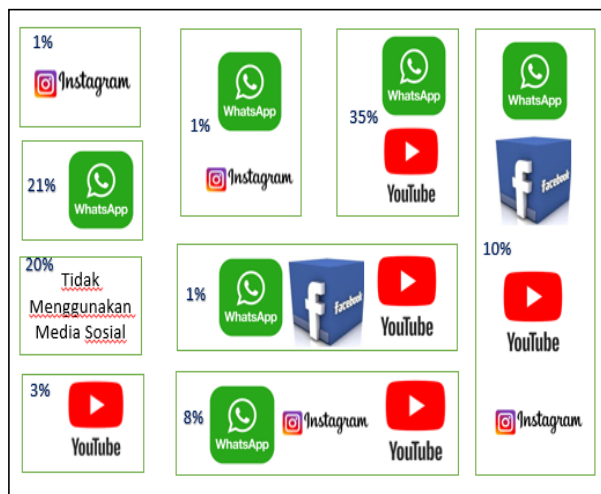 1%
Instagram
21%
WhatsApp
20%
Tidak
Menggunakan
Media Sosial
3%
YouTube
WhatsApp
1%
Instagram
35%
WhatsApp
YouTube
1%
WhatsApp
facebook
YouTube
8%
WhatsApp
Instagram
YouTube
WhatsApp
facebook
10%
YouTube
Instagram